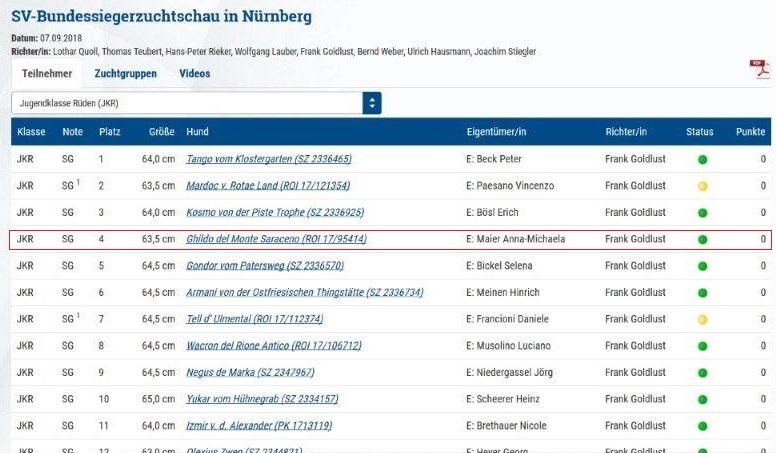 SV-Bundessiegerzuchtschau in Nürnberg
Datum: 07.09.2018
Richter/in: Lothar Quoll, Thomas Teubert, Hans-Peter Rieker, Wolfgang Lauber, Frank Goldlust, Bernd Weber, Ulrich Hausmann, Joachim Stiegler
Teilnehmer Zuchtgruppen Videos
PDF
Jugendklasse Rüden (JKR)
Klasse Note Platz Größe Hund Eigentümer/in Richter/in Status Punkte
JKR SG 1 64,0 cm Tango vom Klostergarten (SZ 2336465) E: Beck Peter Frank Goldlust 0
JKR SG 1 2 63,5 cm Mardoc v. Rotae Land (ROI 17/121354) E: Paesano Vincenzo Frank Goldlust 0
JKR SG 3 64,0 cm Kosmo von der Piste Trophe (SZ 2336925) E: Bösl Erich Frank Goldlust 0
JKR SG 4 63,5 cm Ghildo del Monte Saraceno (ROI 17/95414) E: Maier Anna-Michaela Frank Goldlust 0
JKR SG 5 64,5 cm Gondor vom Patersweg (SZ 2336570) E: Bickel Selena Frank Goldlust 0
JKR SG 6 64,5 cm Armani von der Ostfriesischen Thingstätte (SZ 2336734) E: Meinen Hinrich Frank Goldlust 0
JKR SG 1 7 64,5 cm Tell d' Ulmental (ROI 17/112374) E: Francioni Daniele Frank Goldlust 0
JKR SG 8 64,5 cm Wacron del Rione Antico (ROI 17/106712) E: Musolino Luciano Frank Goldlust 0
JKR SG 9 64,5 cm Negus de Marka (SZ 2347967) E: Niedergassel Jörg Frank Goldlust 0
JKR SG 10 65,0 cm Yukar vom Hühnegrab (SZ 2334157) E: Scheerer Heinz Frank Goldlust 0
JKR SG 11 64,0 cm Izmir v. d. Alexander (PK 1713119) E: Brethauer Nicole Frank Goldlust 0
JKR SG 12 63,0 cm (SZ 2344821) E: Heyer Georg Frank Goldlust 0